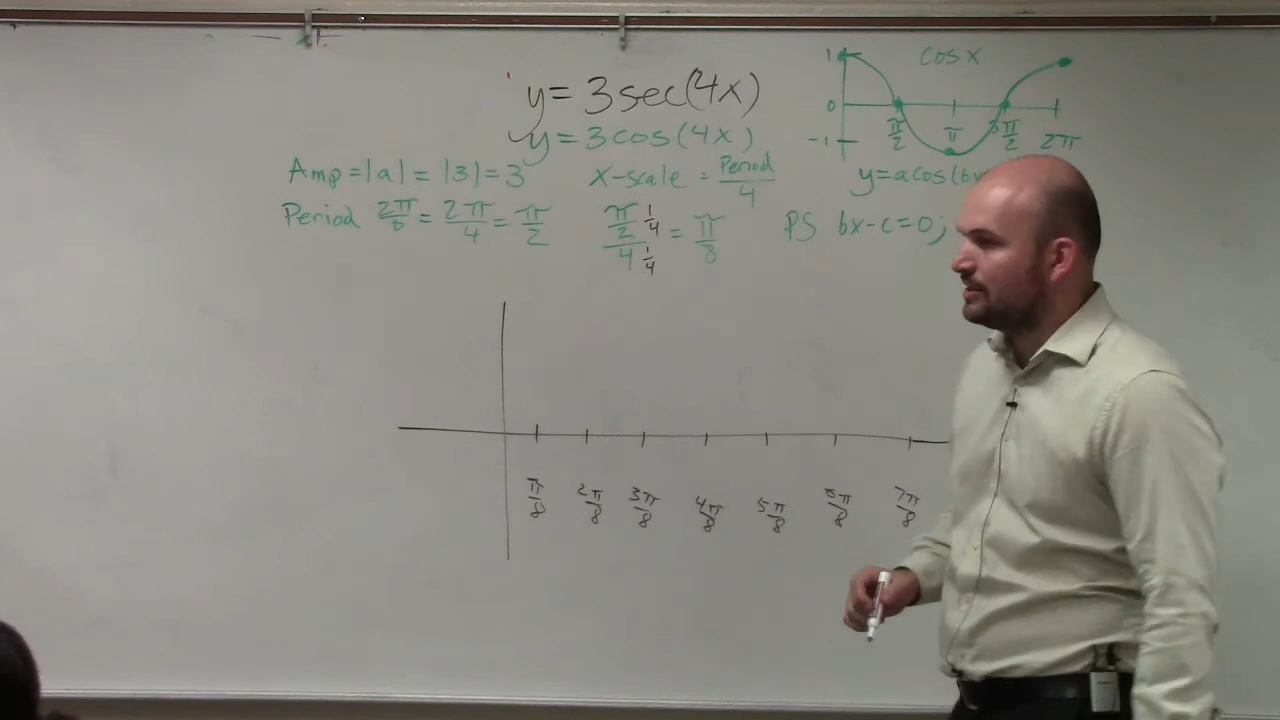 y = 3sec(4x)
y = 3cos(4x)
Amp = |a| = |3| = 3
x-scale = Period/4
Period 2π/b = 2π/4 = π/2
π/2 1/4 / 4 1/4 = π/8
cos x
1
0
-1
π/2 π 3π/2 2π
y = a cos(bx
PS bx-c=0;
π/8 2π/8 3π/8 4π/8 5π/8 6π/8 7π/8